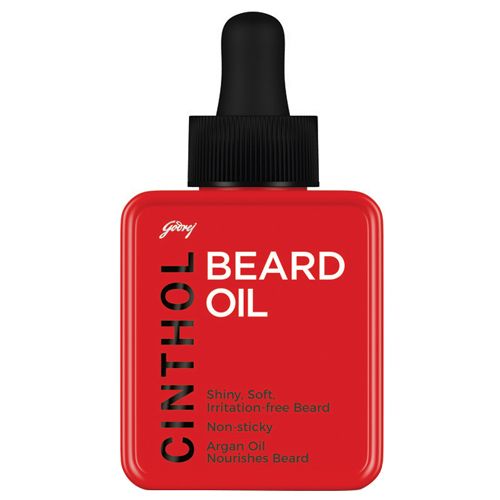 Godrej
CINTHOL
BEARD
OIL
Shiny, Soft,
Irritation-free Beard
Non-sticky
Argan Oil
Nourishes Beard